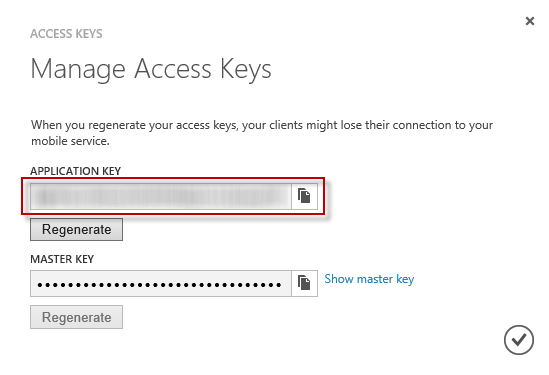 ACCESS KEYS
Manage Access Keys
When you regenerate your access keys, your clients might lose their connection to your
mobile service.
APPLICATION KEY
Regenerate
MASTER KEY
Show master key
Regenerate